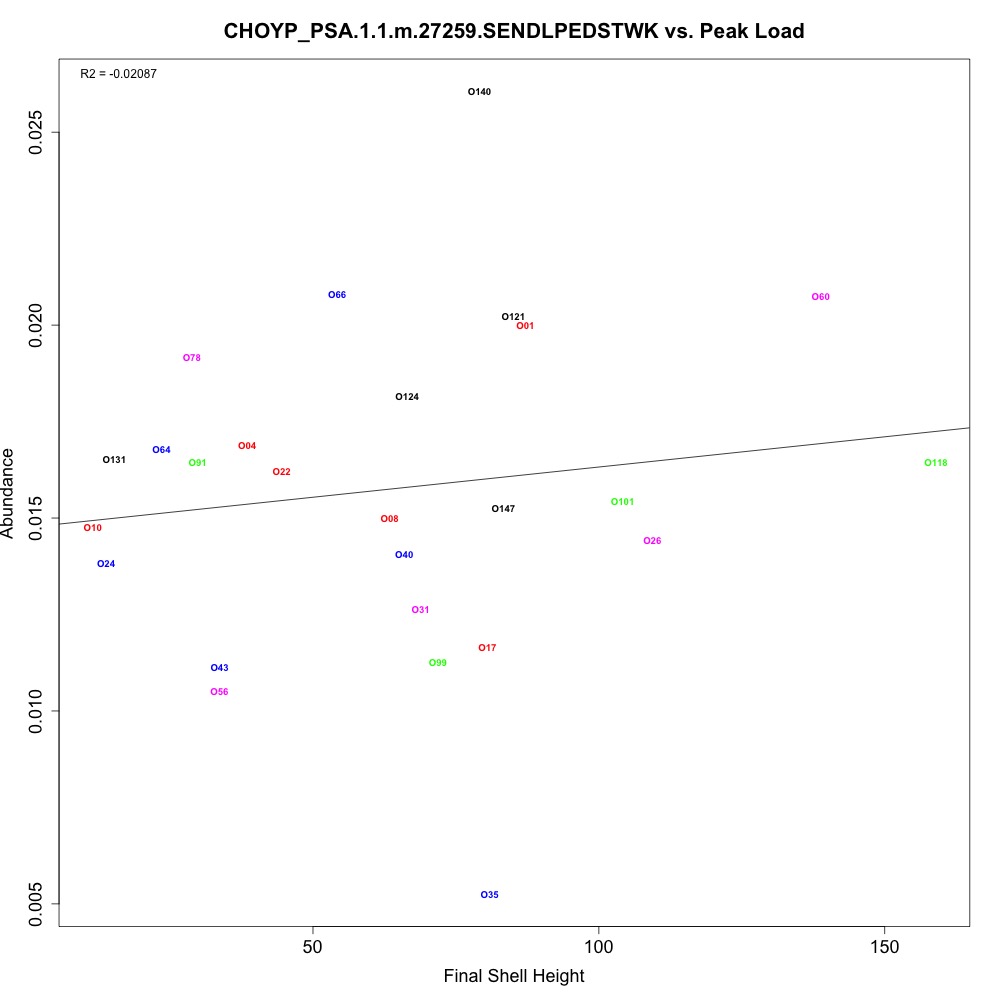 CHOYP_PSA.1.1.m.27259.SENDLPEDSTWK vs. Peak Load
R2 = -0.02087
O140
0.025
O66
O60
O121
0.020
O01
O78
O124
O04
O64
O131
O91
O118
O22
O101
O147
0.015
O08
O10
O26
O40
O24
O31
O17
O99
O43
O56
0.010
O35
0.005
Abundance
50
100
150
Final Shell Height